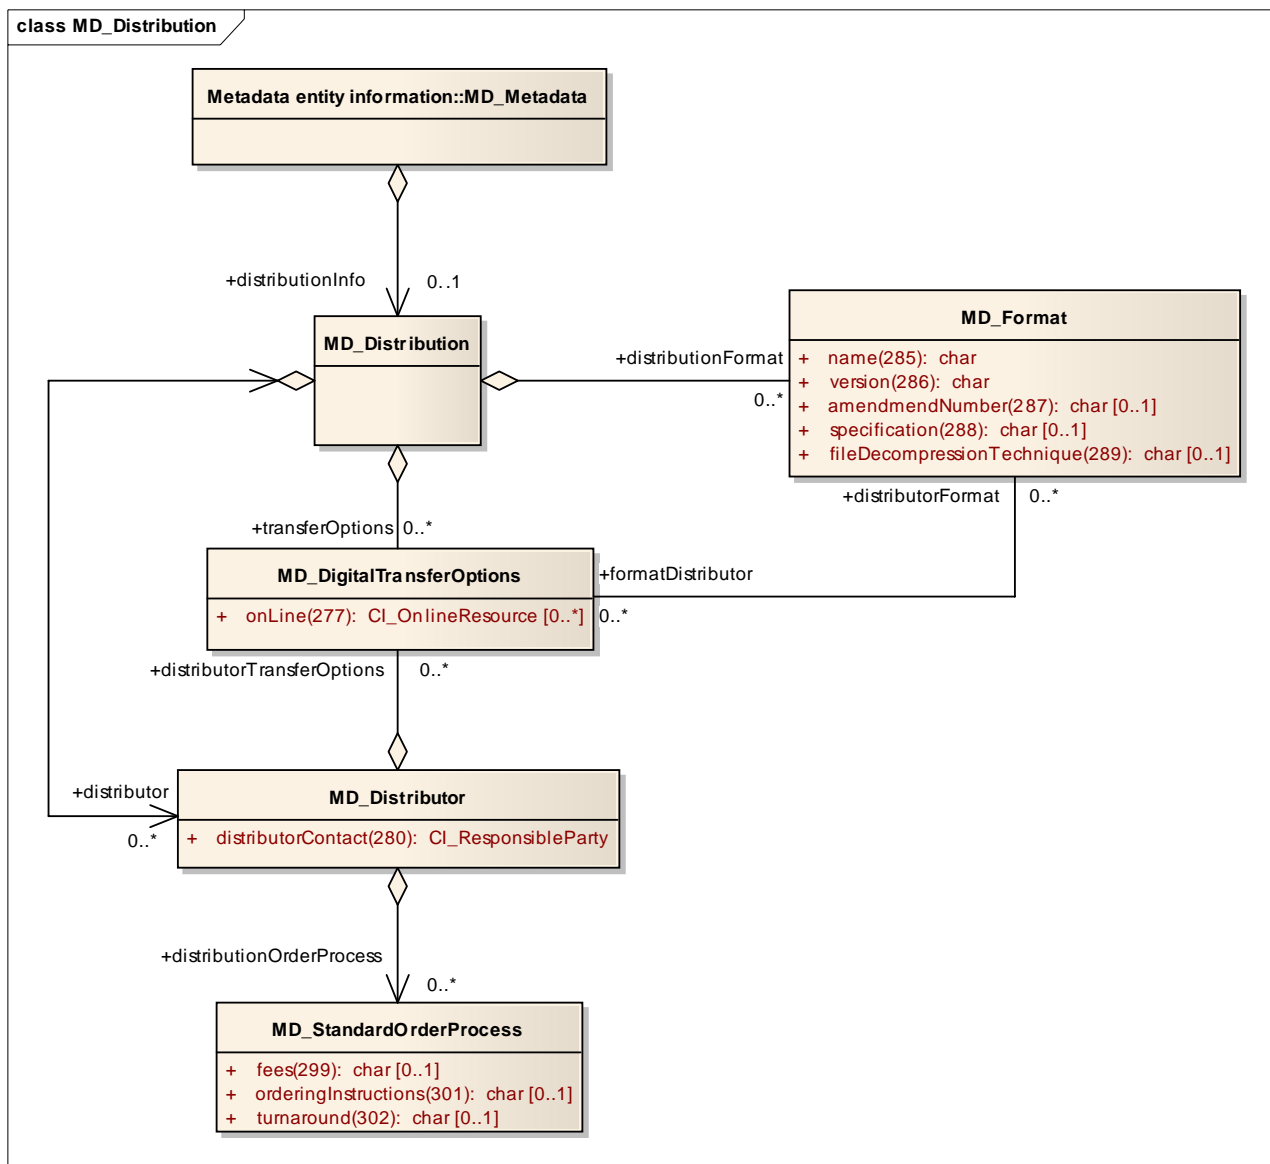 class MD_Distribution
Metadata entity information::MD_Metadata
+distributionInfo 0..1
MD_Distribution
+distributionFormat
0..*
MD_Format
+ name(285): char
+ version(286): char
+ amendmendNumber(287): char [0..1]
+ specification(288): char [0..1]
+ fileDecompressionTechnique(289): char [0..1]
+distributorFormat 0..*
+transferOptions 0..*
MD_DigitalTransferOptions
+ onLine(277): CI_OnlineResource [0..*]
+formatDistributor
0..*
+distributorTransferOptions 0..*
+distributor
0..*
MD_Distributor
+ distributorContact(280): CI_ResponsibleParty
+distributionOrderProcess
0..*
MD_StandardOrderProcess
+ fees(299): char [0..1]
+ orderingInstructions(301): char [0..1]
+ turnaround(302): char [0..1]